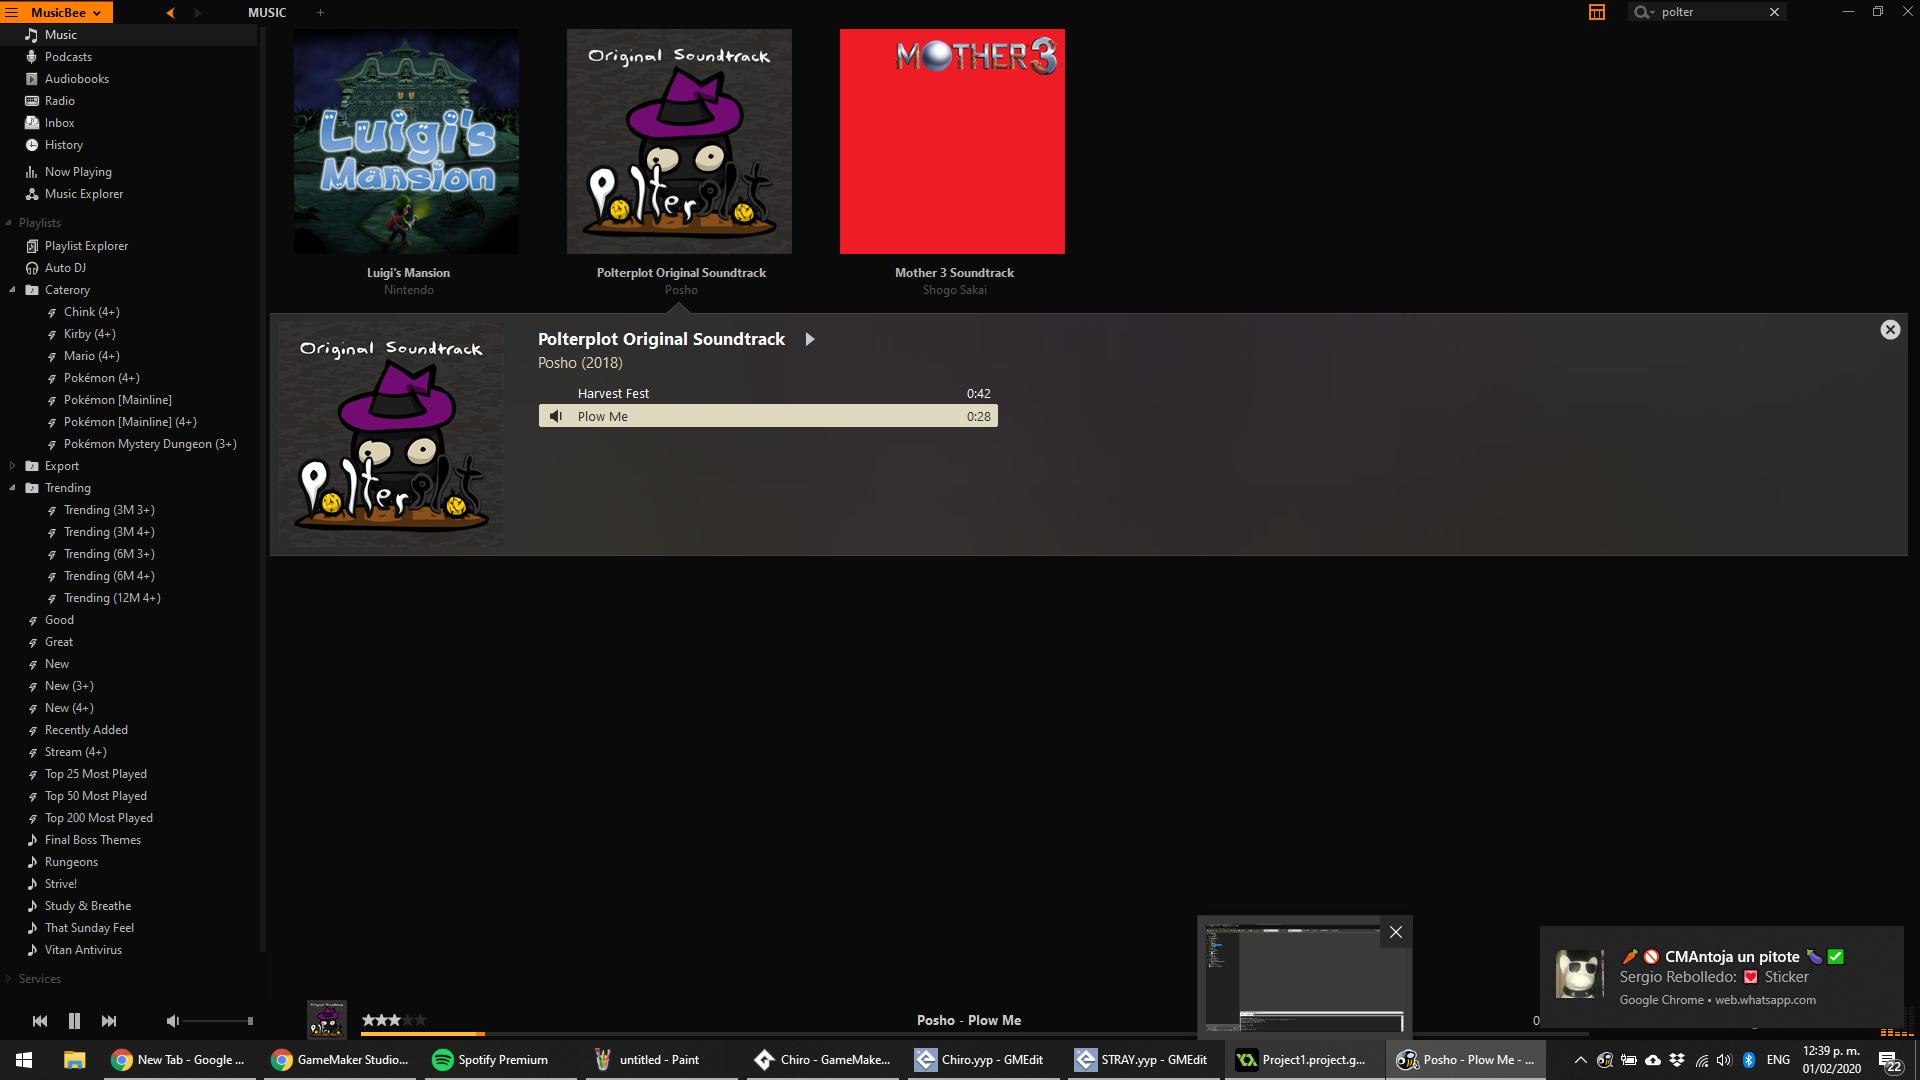 MusicBee
MUSIC
polter
Music
Podcasts
Audiobooks
Radio
Inbox
History
Now Playing
Music Explorer
Playlists
Playlist Explorer
Auto DJ
Caterory
Chink (4+)
Kirby (4+)
Mario (4+)
Pokémon (4+)
Pokémon [Mainline]
Pokémon [Mainline] (4+)
Pokémon Mystery Dungeon (3+)
Export
Trending
Trending (3M 3+)
Trending (3M 4+)
Trending (6M 3+)
Trending (6M 4+)
Trending (12M 4+)
Good
Great
New
New (3+)
New (4+)
Recently Added
Stream (4+)
Top 25 Most Played
Top 50 Most Played
Top 200 Most Played
Final Boss Themes
Rungeons
Strive!
Study & Breathe
That Sunday Feel
Vitan Antivirus
Services
Luigi's
Mansion
Original Soundtrack
Polterplot
MOTHER 3
Luigi's Mansion
Nintendo
Polterplot Original Soundtrack
Posho
Mother 3 Soundtrack
Shogo Sakai
Original Soundtrack
Polterplot
Polterplot Original Soundtrack
Posho (2018)
Harvest Fest 0:42
Plow Me 0:28
🥕🚫 CMAntoja un pitote 🍆✅
Sergio Rebolledo: 💟 Sticker
Google Chrome • web.whatsapp.com
Posho - Plow Me
0
New Tab - Google ...
GameMaker Studio...
Spotify Premium
untitled - Paint
Chiro - GameMake...
Chiro.yyp - GMEdit
STRAY.yyp - GMEdit
Project1.project.g...
Posho - Plow Me - ...
ENG
12:39 p. m.
01/02/2020
22